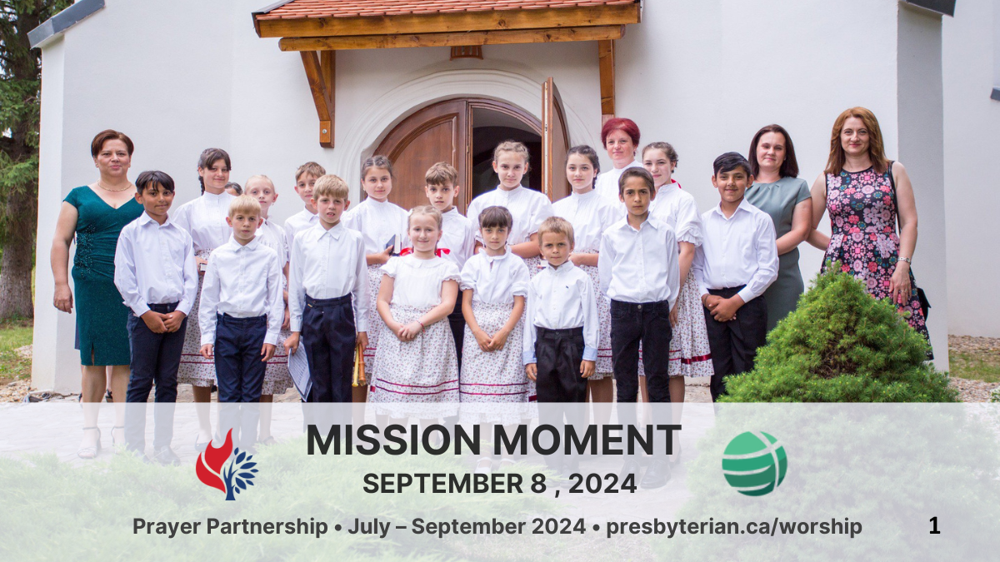 MISSION MOMENT
SEPTEMBER 8 , 2024
Prayer Partnership • July – September 2024 • presbyterian.ca/worship
1